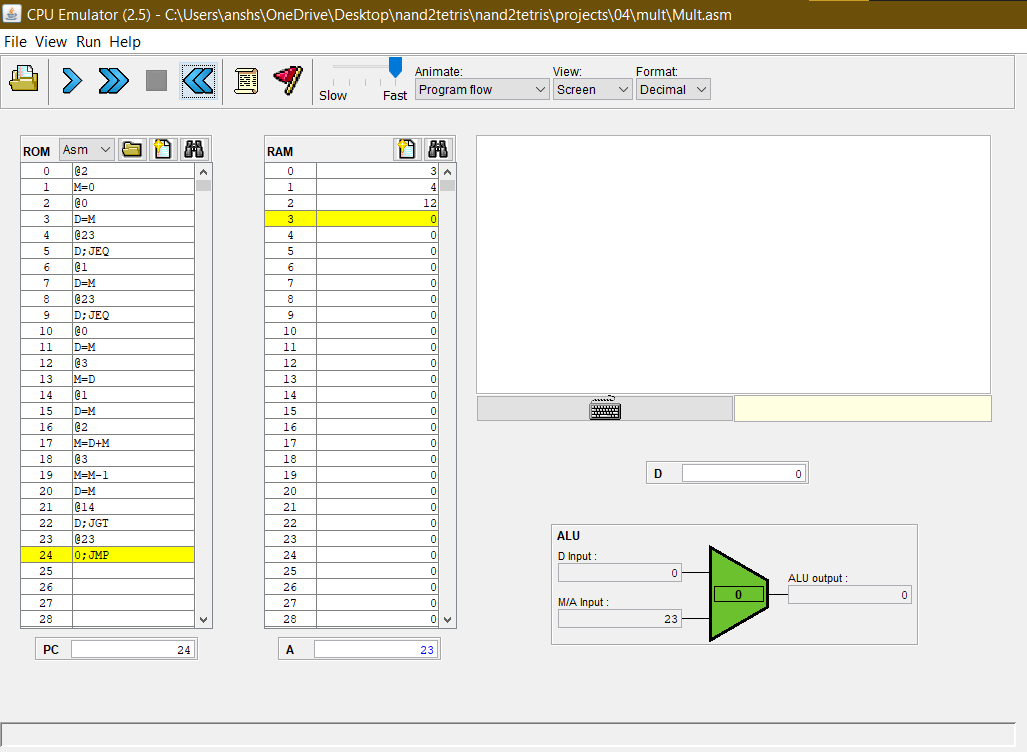 CPU Emulator (2.5) - C:\Users\anshs\OneDrive\Desktop\nand2tetris\nand2tetris\projects\04\mult\Mult.asm
File View Run Help
Slow Fast
Animate:
Program flow
View:
Screen
Format:
Decimal
ROM Asm
0 @2
1 M=0
2 @0
3 D=M
4 @23
5 D;JEQ
6 @1
7 D=M
8 @23
9 D;JEQ
10 @0
11 D=M
12 @3
13 M=D
14 @1
15 D=M
16 @2
17 M=D+M
18 @3
19 M=M-1
20 D=M
21 @14
22 D;JGT
23 @23
24 0;JMP
25
26
27
28
PC 24
RAM
0 3
1 4
2 12
3 0
4 0
5 0
6 0
7 0
8 0
9 0
10 0
11 0
12 0
13 0
14 0
15 0
16 0
17 0
18 0
19 0
20 0
21 0
22 0
23 0
24 0
25 0
26 0
27 0
28 0
A 23
D 0
ALU
D Input :
0
M/A Input :
23
0
ALU output :
0